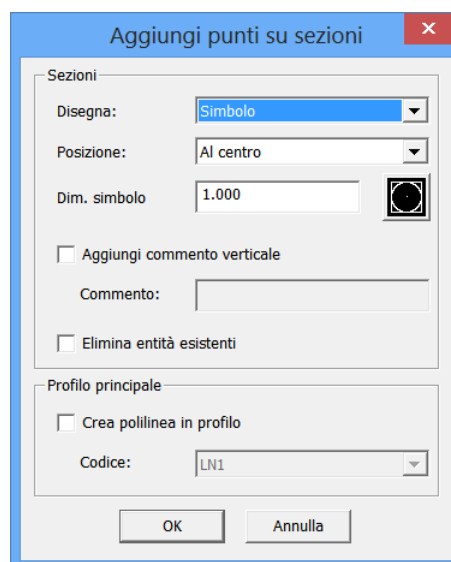 Aggiungi punti su sezioni
Sezioni
Disegna: Simbolo
Posizione: Al centro
Dim. simbolo 1.000
Aggiungi commento verticale
Commento:
Elimina entità esistenti
Profilo principale
Crea polilinea in profilo
Codice: LN1
OK Annulla